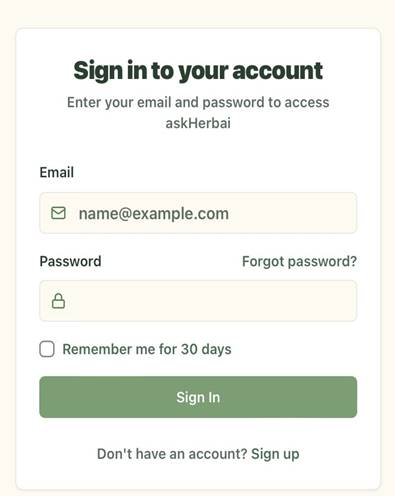 Sign in to your account
Enter your email and password to access
askHerbai
Email
name@example.com
Password Forgot password?
Remember me for 30 days
Sign In
Don't have an account? Sign up